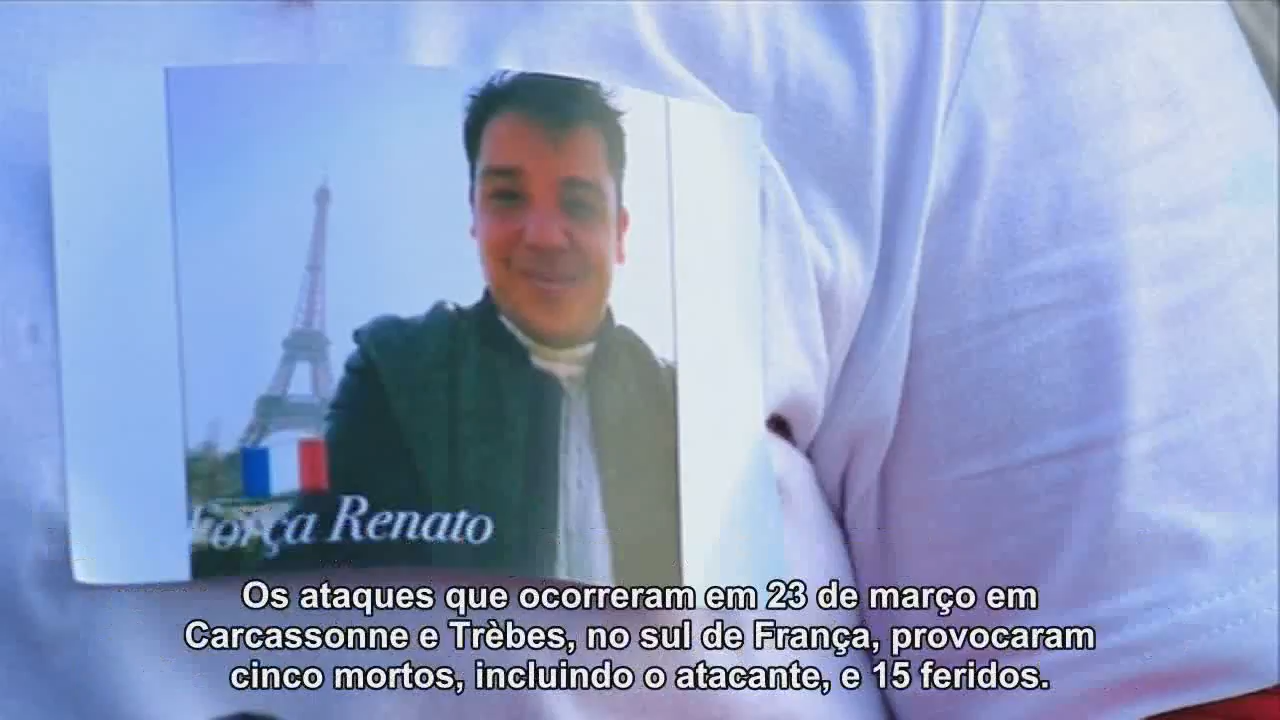 Força Renato
Os ataques que ocorreram em 23 de março em
Carcassonne e Trèbes, no sul de França, provocaram
cinco mortos, incluindo o atacante, e 15 feridos.